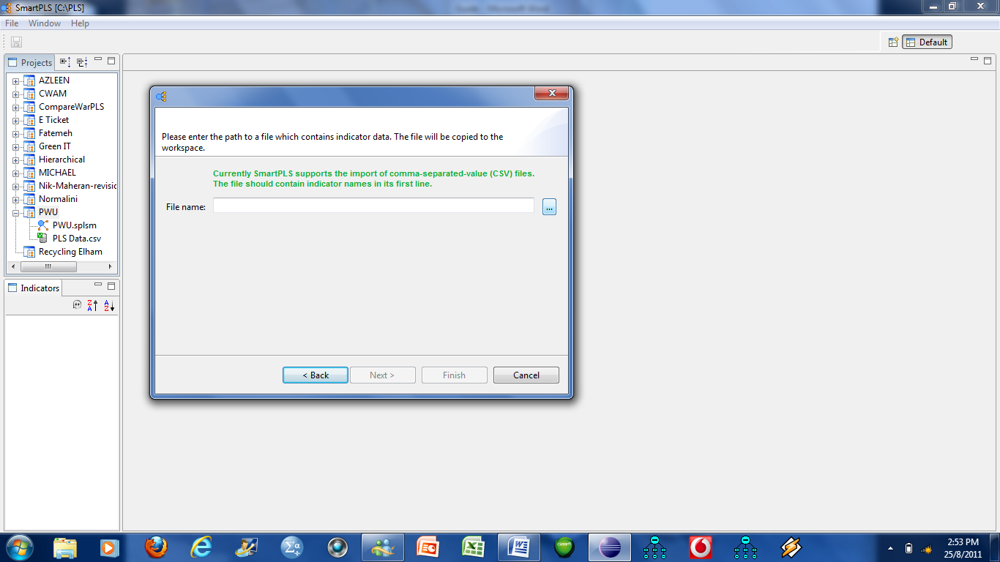 SmartPLS [C:\PLS]
File Window Help
Default
Projects
AZLEEN
CWAM
CompareWarPLS
E Ticket
Fatemeh
Green IT
Hierarchical
MICHAEL
Nik-Maheran-revisic
Normalini
PWU
PWU.splsm
PLS Data.csv
Recycling Elham
Indicators
Please enter the path to a file which contains indicator data. The file will be copied to the
workspace.
Currently SmartPLS supports the import of comma-separated-value (CSV) files.
The file should contain indicator names in its first line.
File name:
...
< Back Next > Finish Cancel
2:53 PM
25/8/2011